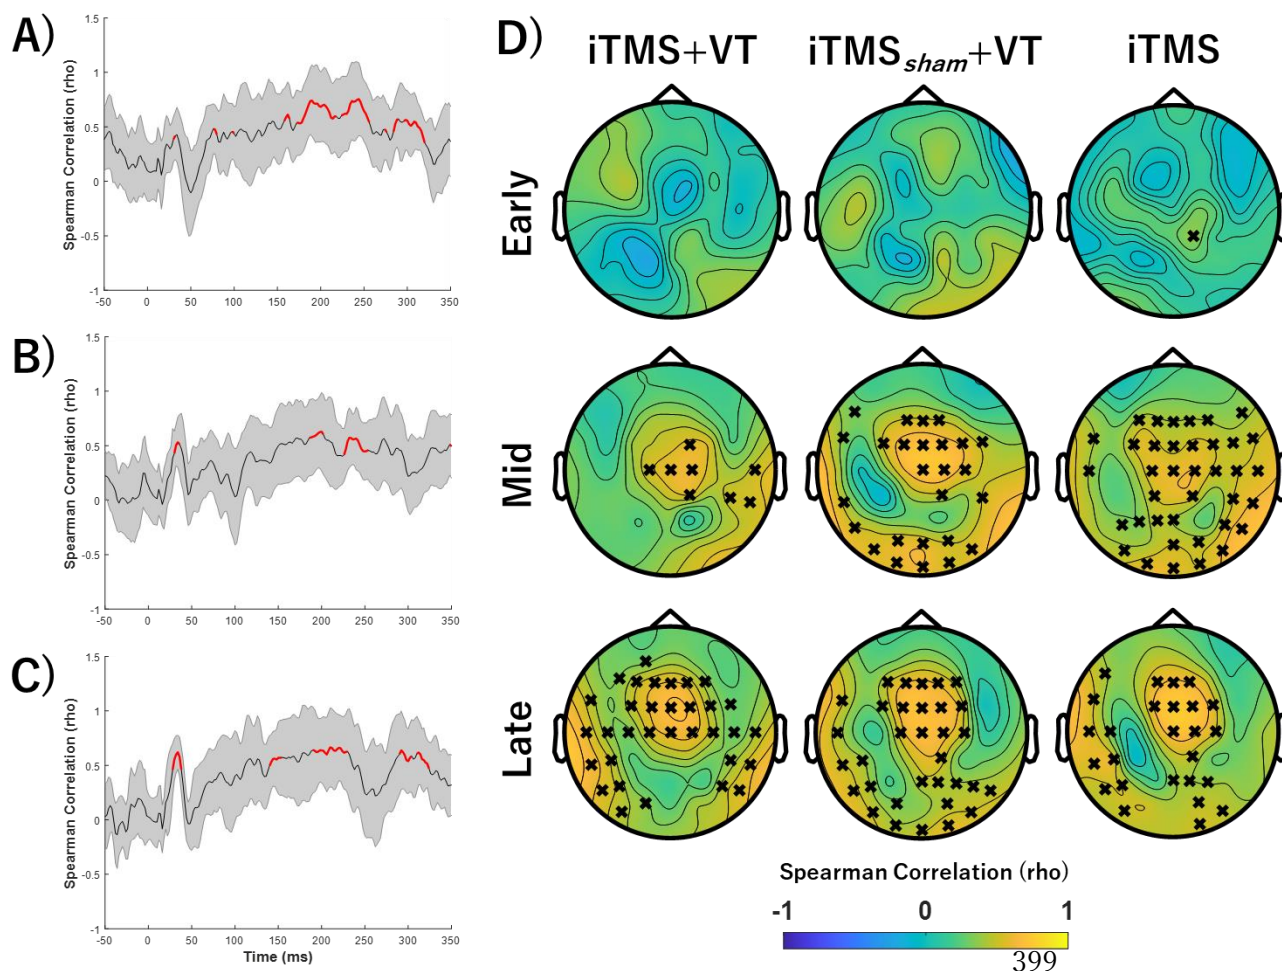 A)
Spearman Correlation (rho)
1.5
1
0.5
0
-0.5
-1
-50 0 50 100 150 200 250 300 350
B)
Spearman Correlation (rho)
1.5
1
0.5
0
-0.5
-1
-50 0 50 100 150 200 250 300 350
C)
Spearman Correlation (rho)
1.5
1
0.5
0
-0.5
-1
-50 0 50 100 150 200 250 300 350
Time (ms)
D)
iTMS+VT iTMSsham+VT iTMS
Early
Mid
Late
Spearman Correlation (rho)
-1 0 1
399